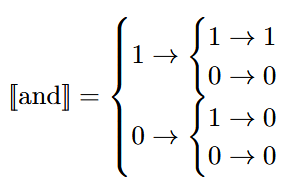 1 → 1
1 →
0 → 0
⟦and⟧ =
1 → 0
0 →
0 → 0